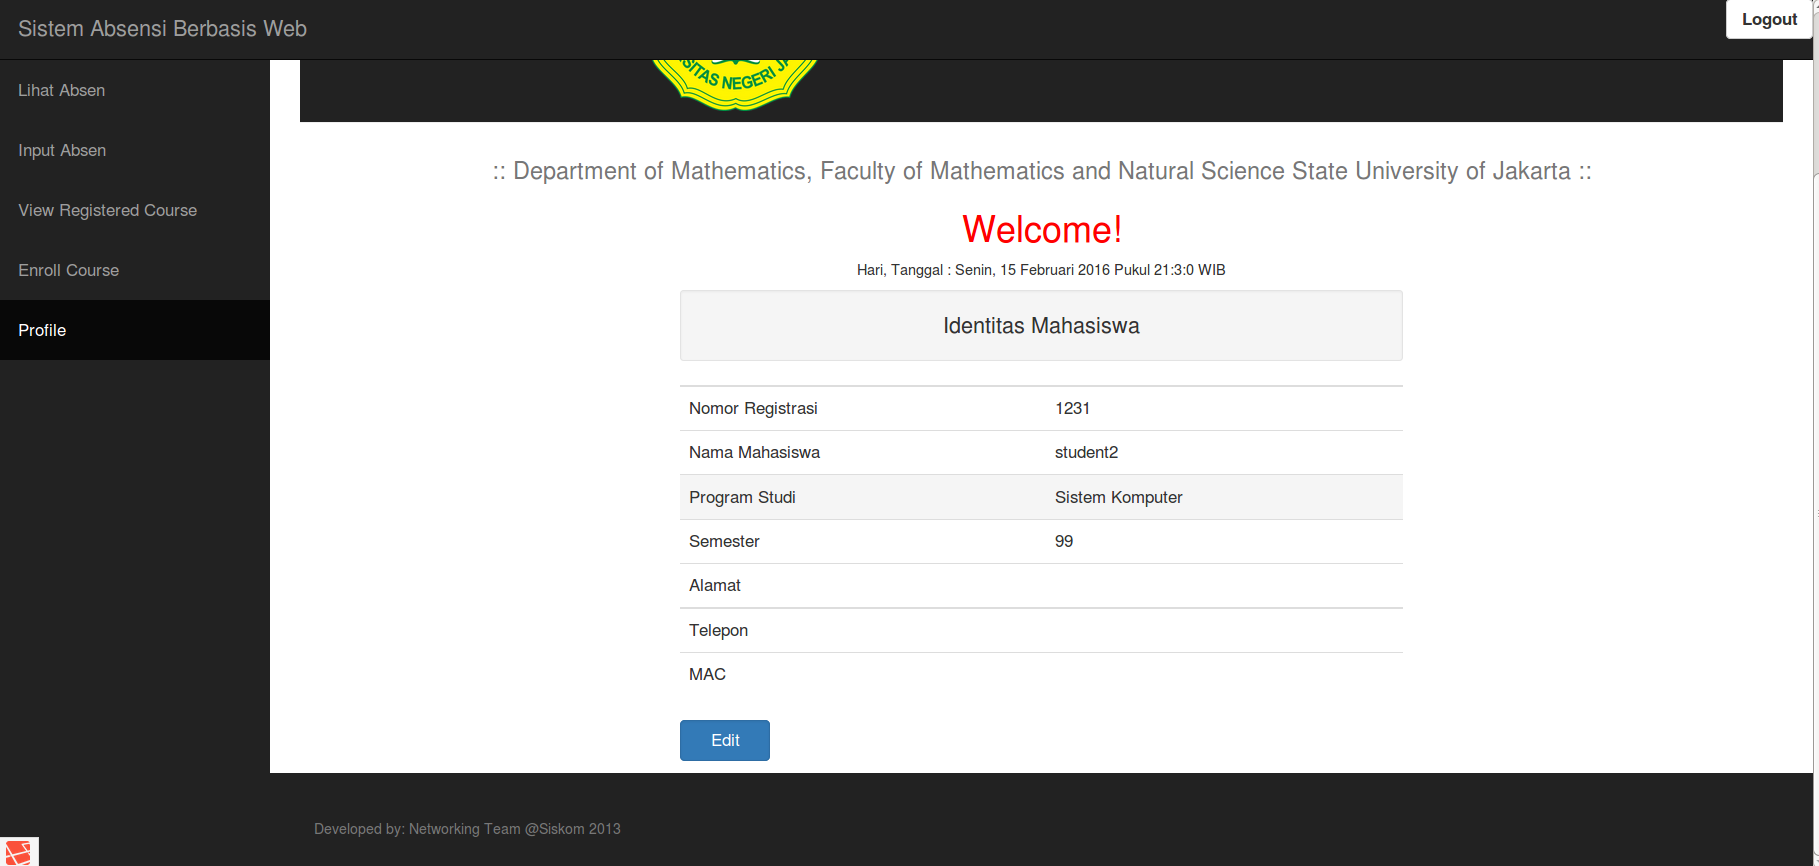 Sistem Absensi Berbasis Web
Logout
Lihat Absen
Input Absen
View Registered Course
Enroll Course
Profile
SITAS NEGERI J
:: Department of Mathematics, Faculty of Mathematics and Natural Science State University of Jakarta ::
Welcome!
Hari, Tanggal : Senin, 15 Februari 2016 Pukul 21:3:0 WIB
Identitas Mahasiswa
Nomor Registrasi 1231
Nama Mahasiswa student2
Program Studi Sistem Komputer
Semester 99
Alamat
Telepon
MAC
Edit
Developed by: Networking Team @Siskom 2013